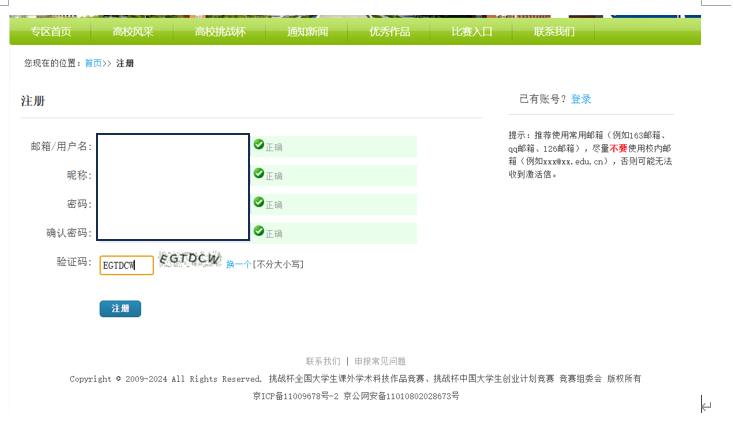 专区首页 高校风采 高校挑战杯 通知新闻 优秀作品 比赛入口 联系我们
您现在的位置：首页>> 注册
注册
邮箱/用户名： 正确
昵称： 正确
密码： 正确
确认密码： 正确
验证码： EGTDCW EGTDCW 换一个[不分大小写]
注册
已有账号？登录
提示：推荐使用常用邮箱（例如163邮箱、
qq邮箱、126邮箱），尽量不要使用校内邮
箱（例如xxx@xx.edu.cn），否则可能无法
收到激活信。
联系我们 | 申报常见问题
Copyright © 2009-2024 All Rights Reserved. 挑战杯全国大学生课外学术科技作品竞赛、挑战杯中国大学生创业计划竞赛 竞赛组委会 版权所有
京ICP备11009678号-2 京公网安备11010802028673号